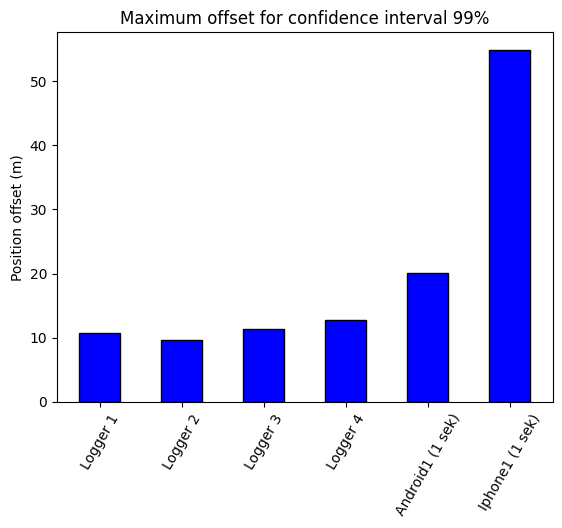 Maximum offset for confidence interval 99%
Position offset (m)
50
40
30
20
10
0
Logger 1
Logger 2
Logger 3
Logger 4
Android1 (1 sek)
Iphone1 (1 sek)